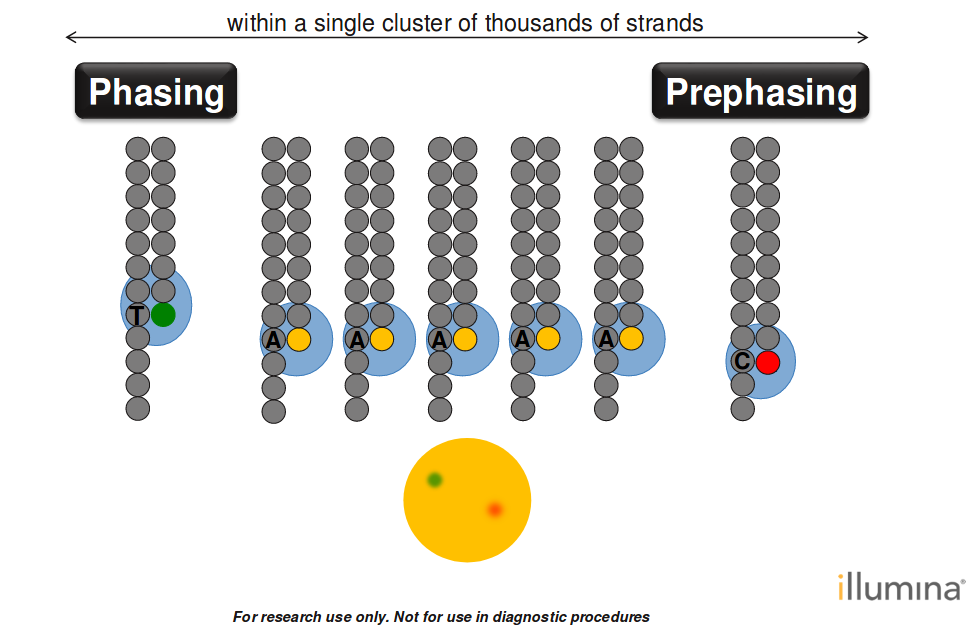 within a single cluster of thousands of strands
Phasing
Prephasing
T
A
A
A
A
A
C
illumina®
For research use only. Not for use in diagnostic procedures